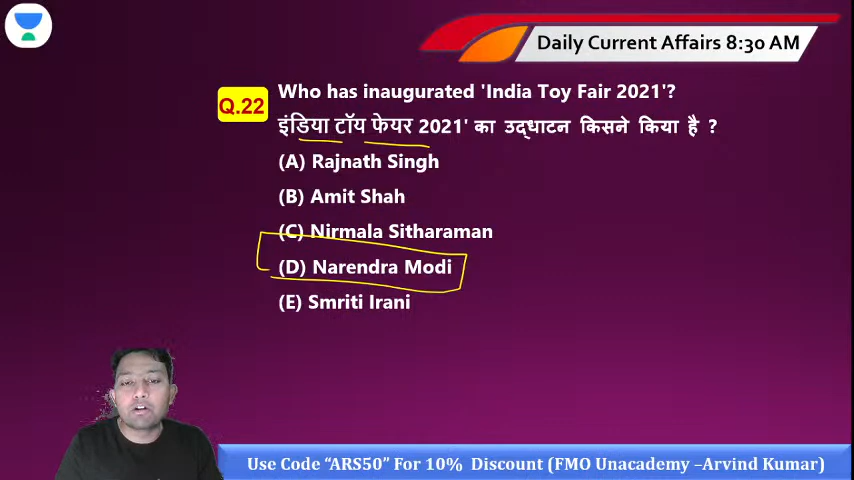 Daily Current Affairs 8:30 AM
Q.22
Who has inaugurated 'India Toy Fair 2021'?
इंडिया टॉय फेयर 2021' का उद्धाटन किसने किया है ?
(A) Rajnath Singh
(B) Amit Shah
(C) Nirmala Sitharaman
(D) Narendra Modi
(E) Smriti Irani
Use Code “ARS50” For 10% Discount (FMO Unacademy –Arvind Kumar)